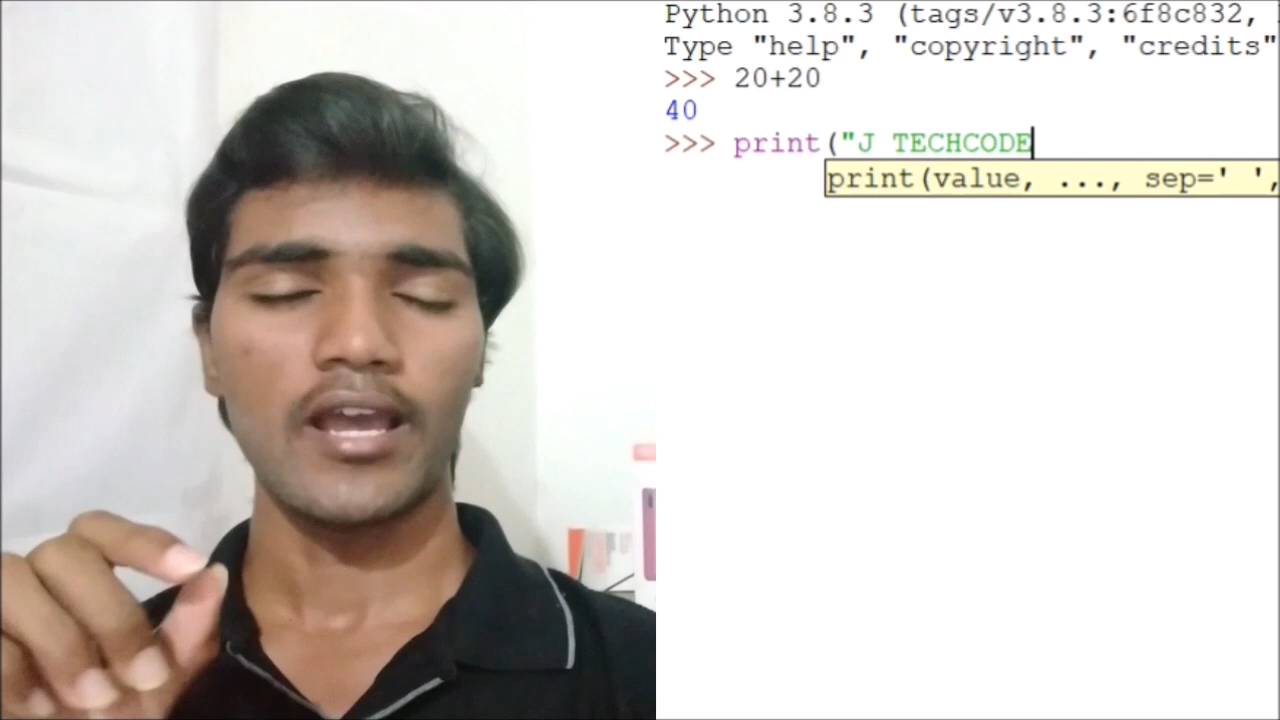 Python 3.8.3 (tags/v3.8.3:6f8c832,
Type "help", "copyright", "credits"
>>> 20+20
40
>>> print("J TECHCODE
print(value, ..., sep=' ',